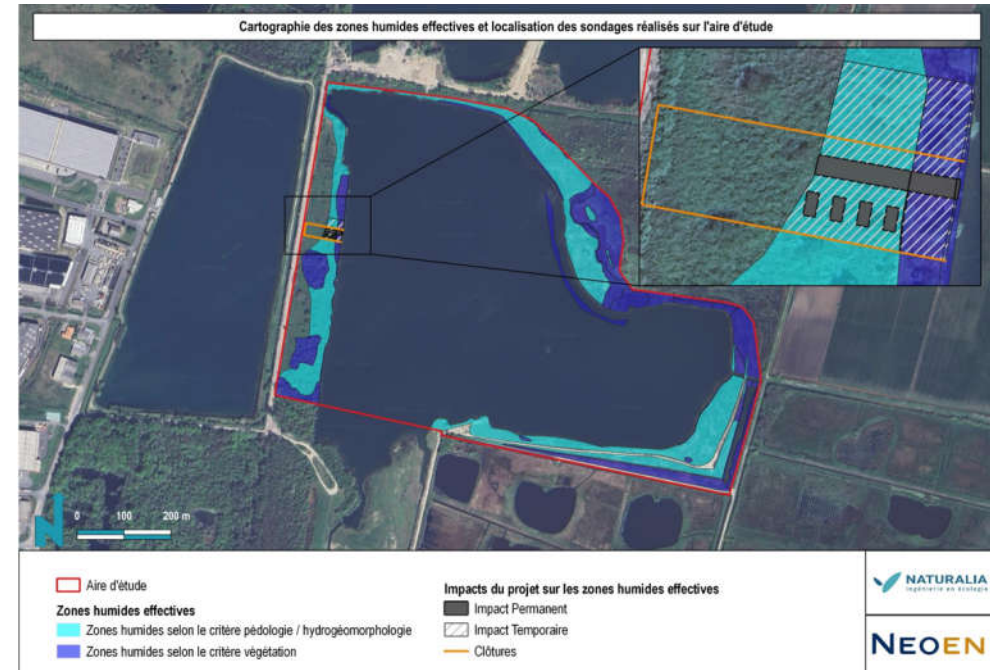 Cartographie des zones humides effectives et localisation des sondages réalisés sur l'aire d'étude
N
0 100 200 m
Aire d'étude
Zones humides effectives
Zones humides selon le critère pédologie / hydrogéomorphologie
Zones humides selon le critère végétation
Impacts du projet sur les zones humides effectives
Impact Permanent
Impact Temporaire
Clôtures
NATURALIA
Ingénierie en écologie
NEOEN